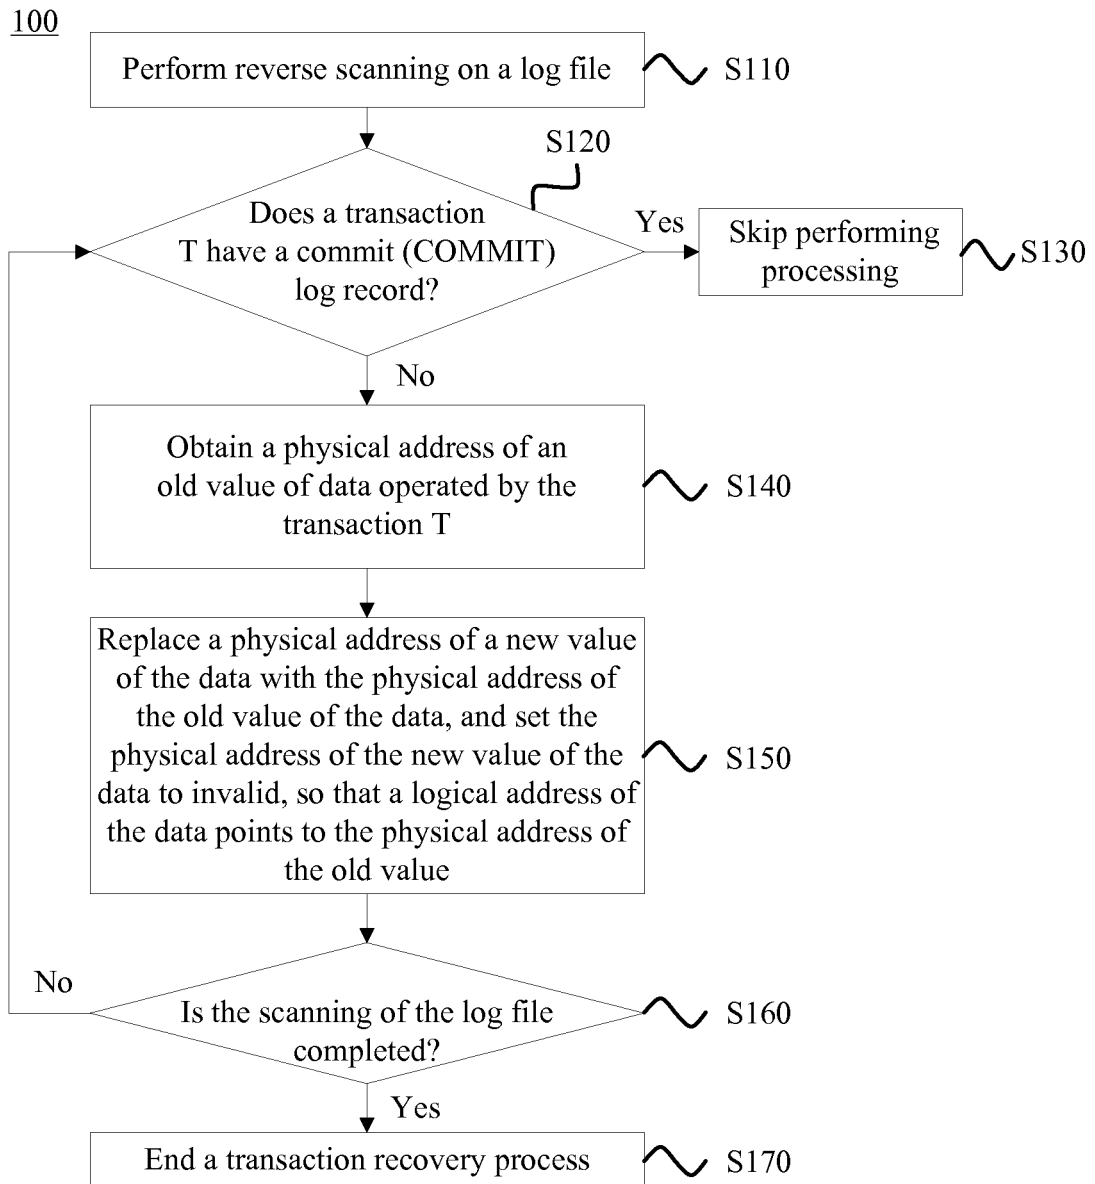 100
Perform reverse scanning on a log file
S110
S120
Does a transaction
T have a commit (COMMIT)
log record?
Yes
Skip performing
processing
S130
No
Obtain a physical address of an
old value of data operated by the
transaction T
S140
Replace a physical address of a new value
of the data with the physical address of
the old value of the data, and set the
physical address of the new value of the
data to invalid, so that a logical address of
the data points to the physical address of
the old value
S150
No
Is the scanning of the log file
completed?
S160
Yes
End a transaction recovery process
S170